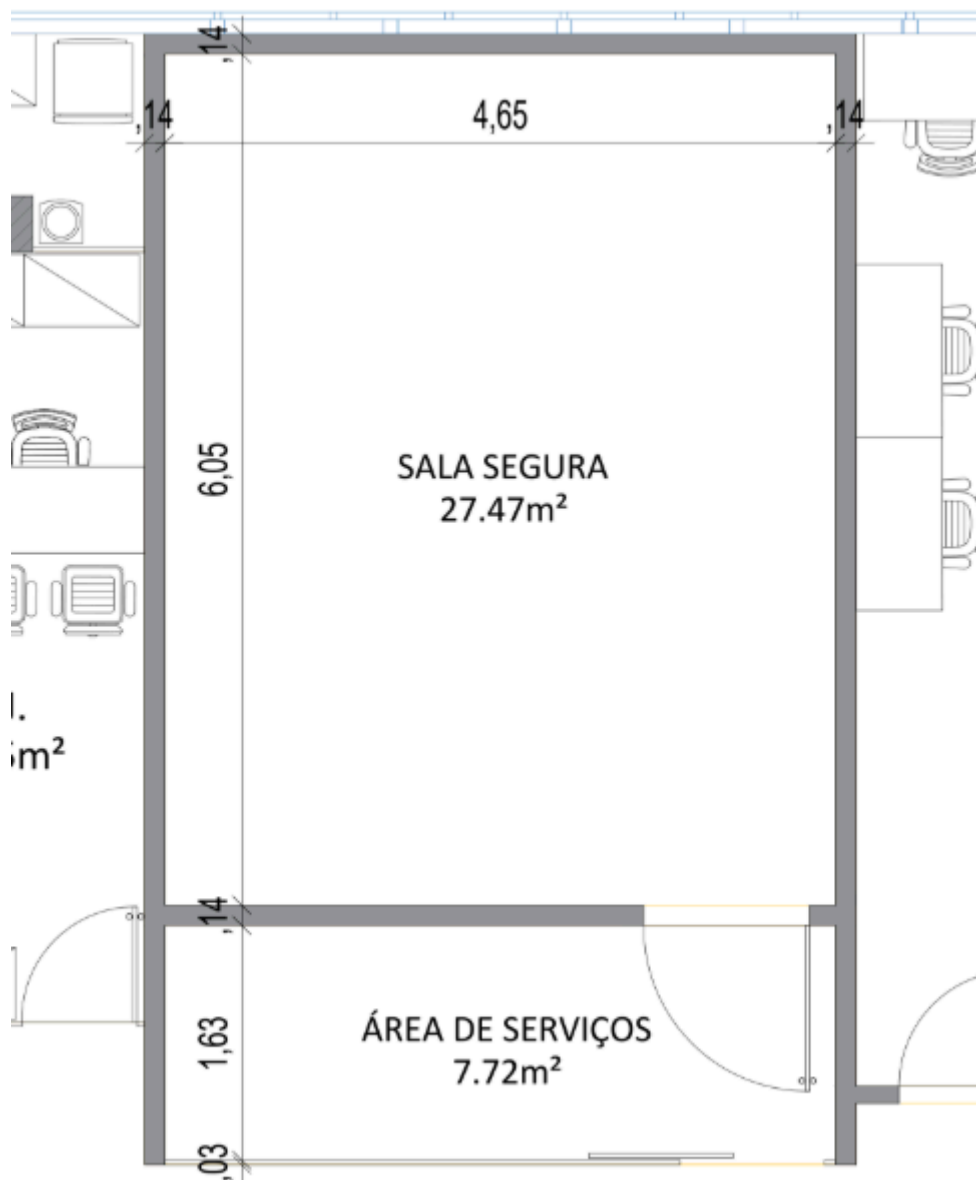 ,14
,14
4,65
,14
6,05
SALA SEGURA
27.47m²
m²
,14
1,63
ÁREA DE SERVIÇOS
7.72m²
,03